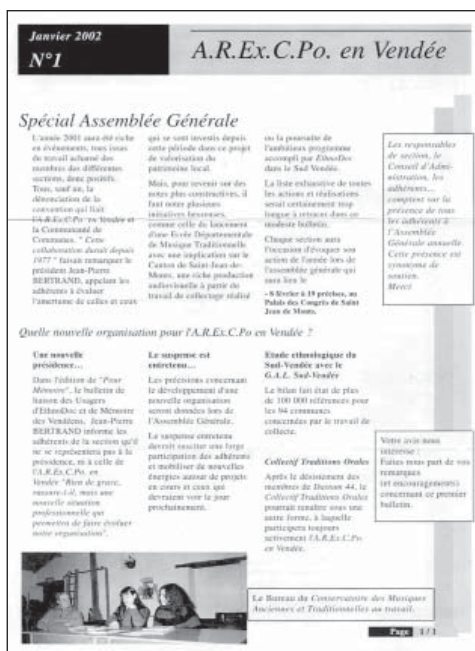 Janvier 2002
N°1
A.R.Ex.C.Po. en Vendée
Spécial Assemblée Générale
L'année 2001 aura été riche
en événements, tous issus
du travail acharné des
membres des différentes
sections, donc positifs.
Tous, sauf un, la
dénonciation de la
convention qui liait
l'A.R.Ex.C.Po en Vendée et
la Communauté de
Communes. " Cette
collaboration durait depuis
1977 " faisait remarquer le
président Jean-Pierre
BERTRAND, appelant les
adhérents à évaluer
l'amertume de celles et ceux
qui se sont investis depuis
cette période dans ce projet
de valorisation du
patrimoine local.
Mais, pour revenir sur des
notes plus constructives, il
faut noter plusieurs
initiatives heureuses,
comme celle du lancement
d'une Ecole Départementale
de Musique Traditionnelle
avec une implication sur le
Canton de Saint-Jean-de-
Monts, une riche production
audiovisuelle à partir du
travail de collectage réalisé
ou la poursuite de
l'ambitieux programme
accompli par EthnoDoc
dans le Sud Vendée.
La liste exhaustive de toutes
les actions et réalisations
serait certainement trop
longue à retracer dans ce
modeste bulletin.
Chaque section aura
l'occasion d'évoquer son
action de l'année lors de
l'assemblée générale qui
aura lieu le
- 8 février à 19 précises, au
Palais des Congrès de Saint
Jean de Monts.
Les responsables
de section, le
Conseil d'Admi-
nistration, les
adhérents...
comptent sur la
présence de tous
les adhérents à
l'Assemblée
Générale annuelle.
Cette présence est
synonyme de
soutien.
Merci
Quelle nouvelle organisation pour l'A.R.Ex.C.Po en Vendée ?
Une nouvelle
présidence...
Dans l'édition de "Pour
Mémoire", le bulletin de
liaison des Usagers
d'EthnoDoc et de Mémoire
des Vendéens, Jean-Pierre
BERTRAND informe les
adhérents de la section qu'il
ne se représentera pas à la
présidence, ni à celle de
l'A.R.Ex.C.Po. en
Vendée "Bien de grave,
rassure-t-il, mais une
nouvelle situation
professionnelle qui
permettra de faire évoluer
notre organisation".
Le suspense est
entretenu...
Les précisions concernant
le développement d'une
nouvelle organisation
seront données lors de
l'Assemblée Générale.
Le suspense entretenu
devrait susciter une large
participation des adhérents
et mobiliser de nouvelles
énergies autour de projets
en cours et ceux qui
devraient voir le jour
prochainement.
Etude ethnologique du
Sud-Vendée avec le
G.A.L. Sud-Vendée
Le bilan fait état de plus
de 100 000 références pour
les 94 communes
concernées par le travail de
collecte.
Collectif Traditions Orales
Après le désistement des
membres de Dastum 44, le
Collectif Traditions Orales
pourrait renaître sous une
autre forme, à laquelle
participera toujours
activement l'A.R.Ex.C.Po
en Vendée.
Votre avis nous
intéresse :
Faites nous part de vos
remarques
(et encouragements)
concernant ce premier
bulletin.
Le Bureau du Conservatoire des Musiques
Anciennes et Traditionnelles au travail.
Page 1 / 1